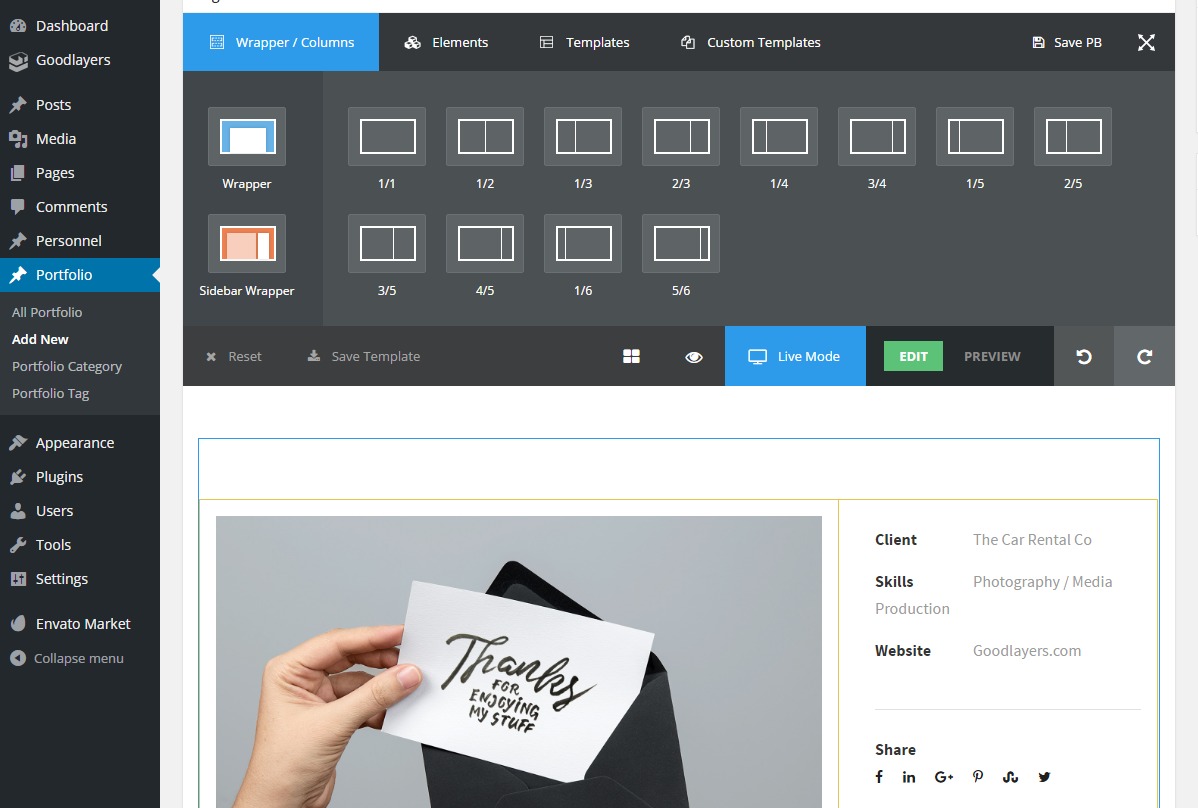 Dashboard
Goodlayers
Posts
Media
Pages
Comments
Personnel
Portfolio
All Portfolio
Add New
Portfolio Category
Portfolio Tag
Appearance
Plugins
Users
Tools
Settings
Envato Market
Collapse menu
Wrapper / Columns Elements Templates Custom Templates Save PB
Wrapper 1/1 1/2 1/3 2/3 1/4 3/4 1/5 2/5
Sidebar Wrapper 3/5 4/5 1/6 5/6
Reset Save Template Live Mode EDIT PREVIEW
Thanks
FOR
ENJOYING
MY STUFF
Client The Car Rental Co
Skills Photography / Media
Production
Website Goodlayers.com
Share